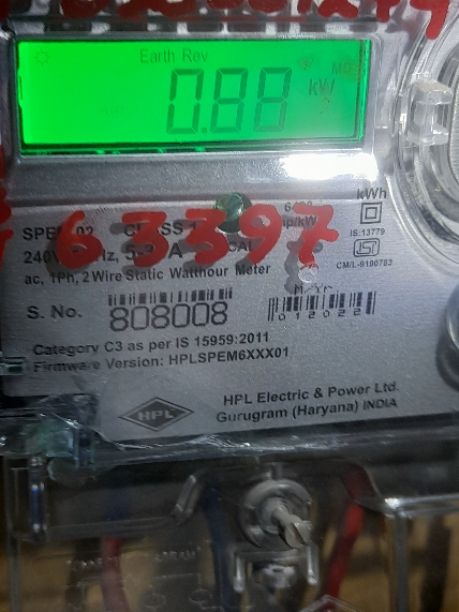 Earth Rev
0.88 kW
kWh
63397
IS:13779
CM/L-9100782
ac, 1Ph, 2 Wire Static Watthour Meter
M/Yr
S. No. 808008
012022
Category C3 as per IS 15959:2011
Firmware Version: HPLSPEM6XXX01
HPL
HPL Electric & Power Ltd.
Gurugram (Haryana) INDIA